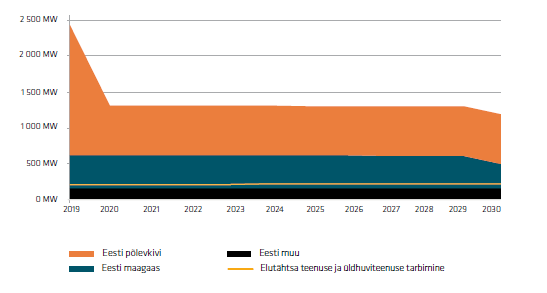 2 500 MW
2 000 MW
1 500 MW
1 000 MW
500 MW
0 MW
2019 2020 2021 2022 2023 2024 2025 2026 2027 2028 2029 2030
Eesti põlevkivi Eesti muu
Eesti maagaas Elutähtsa teenuse ja üldhuviteenuse tarbimine